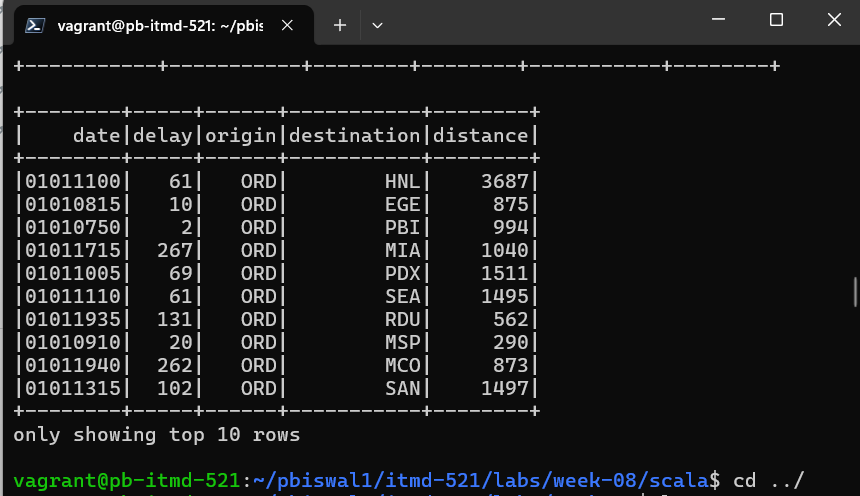 vagrant@pb-itmd-521: ~/pbis
+-----------+-----------+--------+--------+-----------+--------+
+--------+-----+------+-----------+--------+
|    date|delay|origin|destination|distance|
+--------+-----+------+-----------+--------+
|01011100|   61|   ORD|        HNL|    3687|
|01010815|   10|   ORD|        EGE|     875|
|01010750|    2|   ORD|        PBI|     994|
|01011715|  267|   ORD|        MIA|    1040|
|01011005|   69|   ORD|        PDX|    1511|
|01011110|   61|   ORD|        SEA|    1495|
|01011935|  131|   ORD|        RDU|     562|
|01010910|   20|   ORD|        MSP|     290|
|01011940|  262|   ORD|        MCO|     873|
|01011315|  102|   ORD|        SAN|    1497|
+--------+-----+------+-----------+--------+
only showing top 10 rows
vagrant@pb-itmd-521:~/pbiswal1/itmd-521/labs/week-08/scala$ cd ../